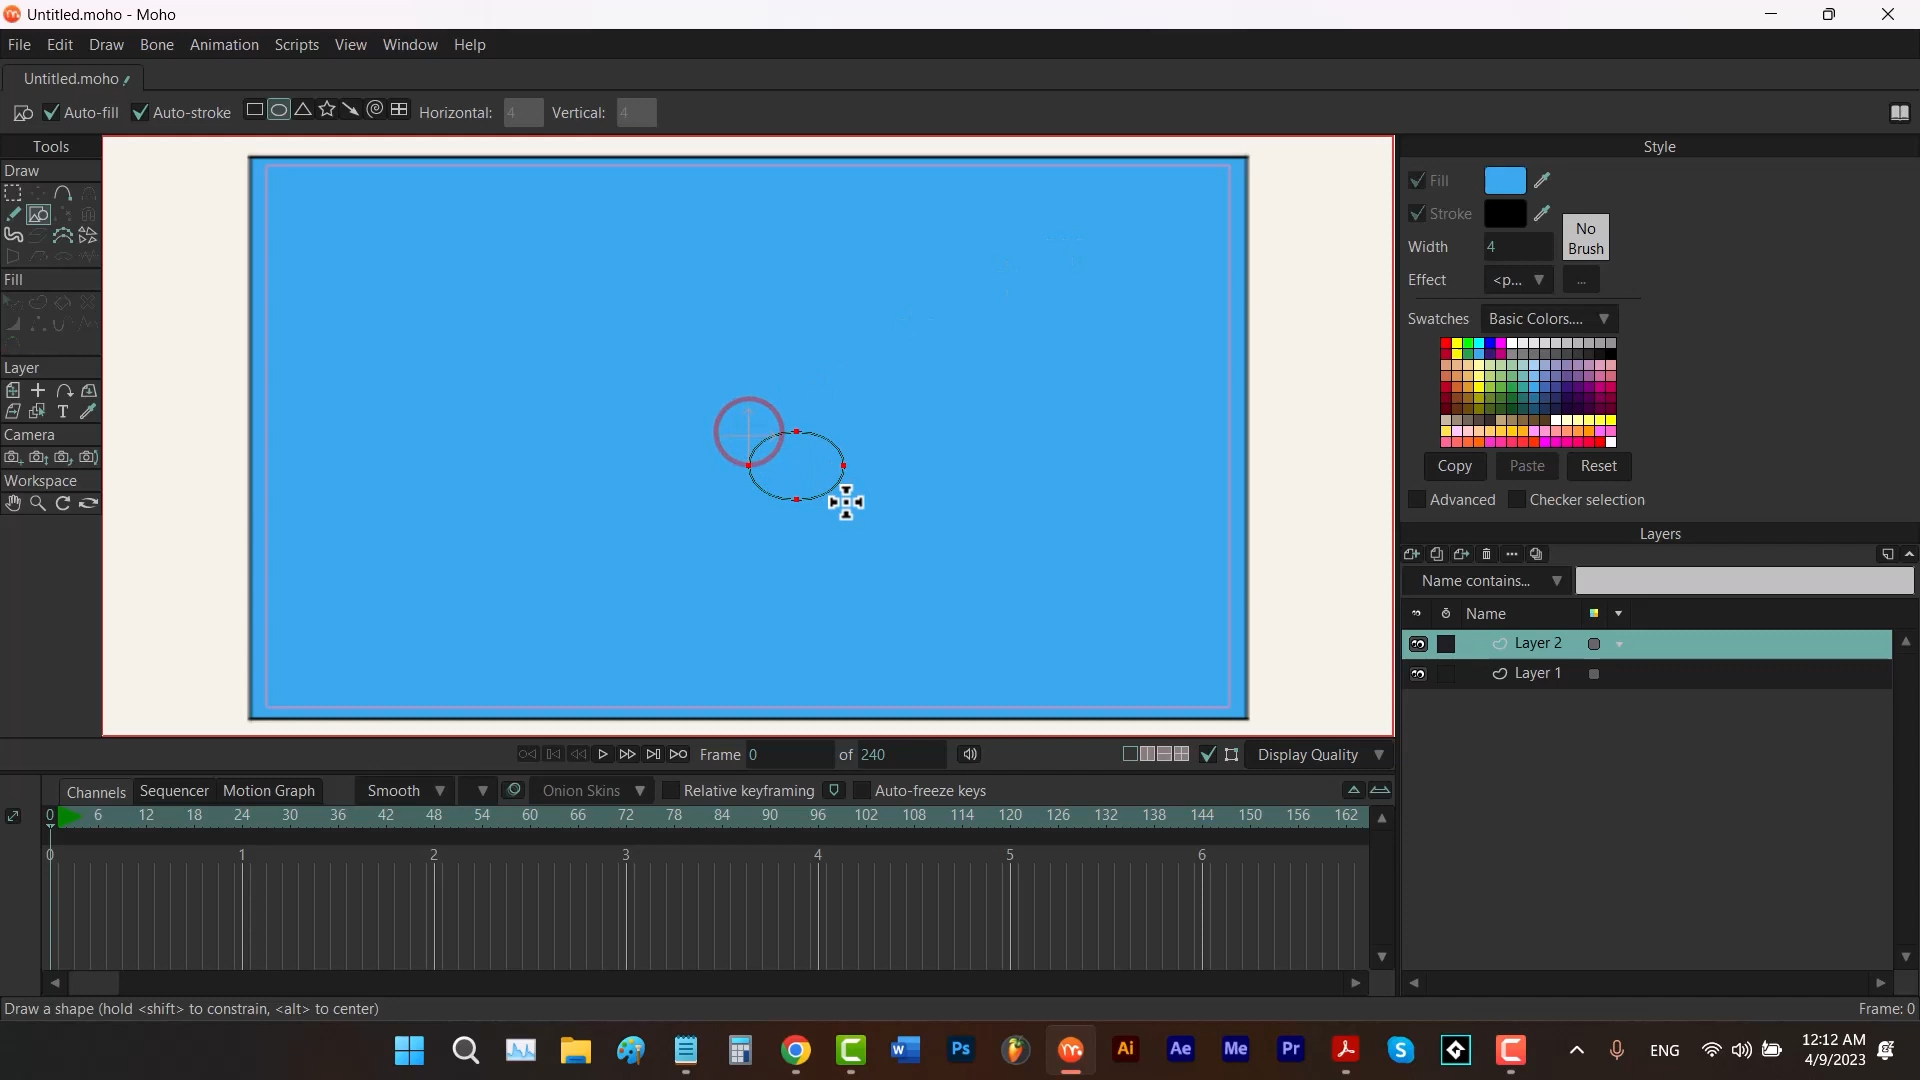 Untitled.moho - Moho
File Edit Draw Bone Animation Scripts View Window Help
Untitled.moho
Auto-fill Auto-stroke Horizontal: 4 Vertical: 4
Tools
Draw
Fill
Layer
T
Camera
Workspace
Style
Fill
Stroke
No
Brush
Width 4
Effect <p... ...
Swatches Basic Colors....
Copy Paste Reset
Advanced Checker selection
Layers
Name contains...
Name
Layer 2
Layer 1
Frame 0 of 240 Display Quality
Channels Sequencer Motion Graph Smooth Onion Skins Relative keyframing Auto-freeze keys
0 6 12 18 24 30 36 42 48 54 60 66 72 78 84 90 96 102 108 114 120 126 132 138 144 150 156 162
0 1 2 3 4 5 6
Draw a shape (hold <shift> to constrain, <alt> to center) Frame: 0
W Ps Ai Ae Me Pr S C ENG 12:12 AM
4/9/2023